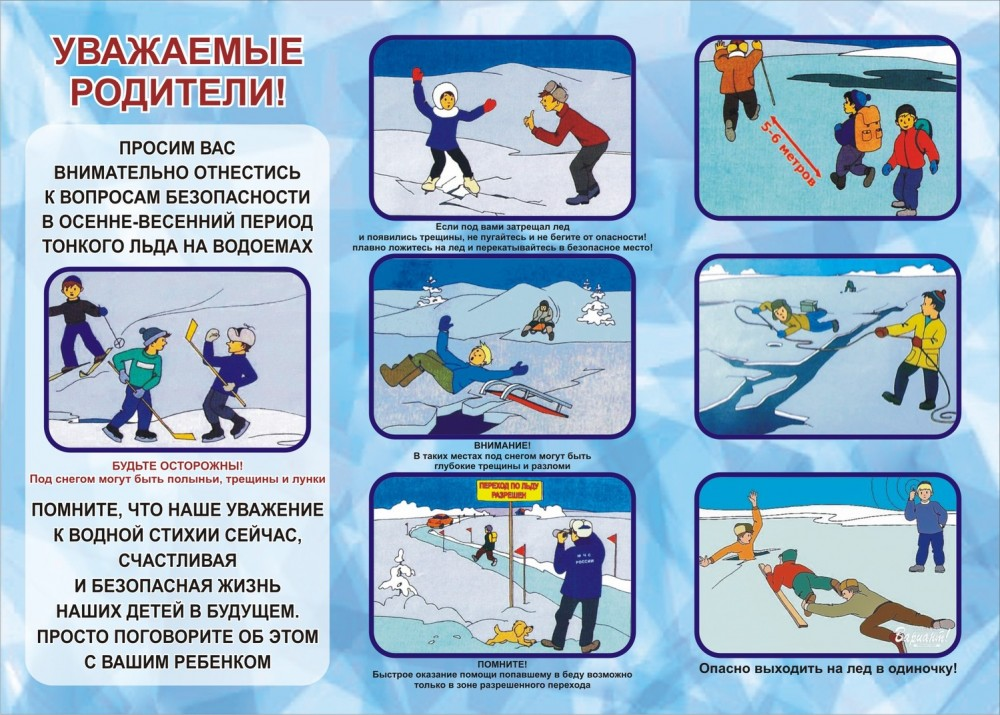 УВАЖАЕМЫЕ
РОДИТЕЛИ!
ПРОСИМ ВАС
ВНИМАТЕЛЬНО ОТНЕСТИСЬ
К ВОПРОСАМ БЕЗОПАСНОСТИ
В ОСЕННЕ-ВЕСЕННИЙ ПЕРИОД
ТОНКОГО ЛЬДА НА ВОДОЕМАХ
БУДЬТЕ ОСТОРОЖНЫ!
Под снегом могут быть полыньи, трещины и лунки
ПОМНИТЕ, ЧТО НАШЕ УВАЖЕНИЕ
К ВОДНОЙ СТИХИИ СЕЙЧАС,
СЧАСТЛИВАЯ
И БЕЗОПАСНАЯ ЖИЗНЬ
НАШИХ ДЕТЕЙ В БУДУЩЕМ.
ПРОСТО ПОГОВОРИТЕ ОБ ЭТОМ
С ВАШИМ РЕБЕНКОМ
Если под вами затрещал лед
и появились трещины, не пугайтесь и не бегите от опасности!
плавно ложитесь на лед и перекатывайтесь в безопасное место!
ВНИМАНИЕ!
В таких местах под снегом могут быть
глубокие трещины и разломи
ПЕРЕХОД ПО ЛЬДУ
РАЗРЕШЕН
МЧС
РОССИИ
ПОМНИТЕ!
Быстрое оказание помощи попавшему в беду возможно
только в зоне разрешенного перехода
5-6 метров
Вариант!
Опасно выходить на лед в одиночку!